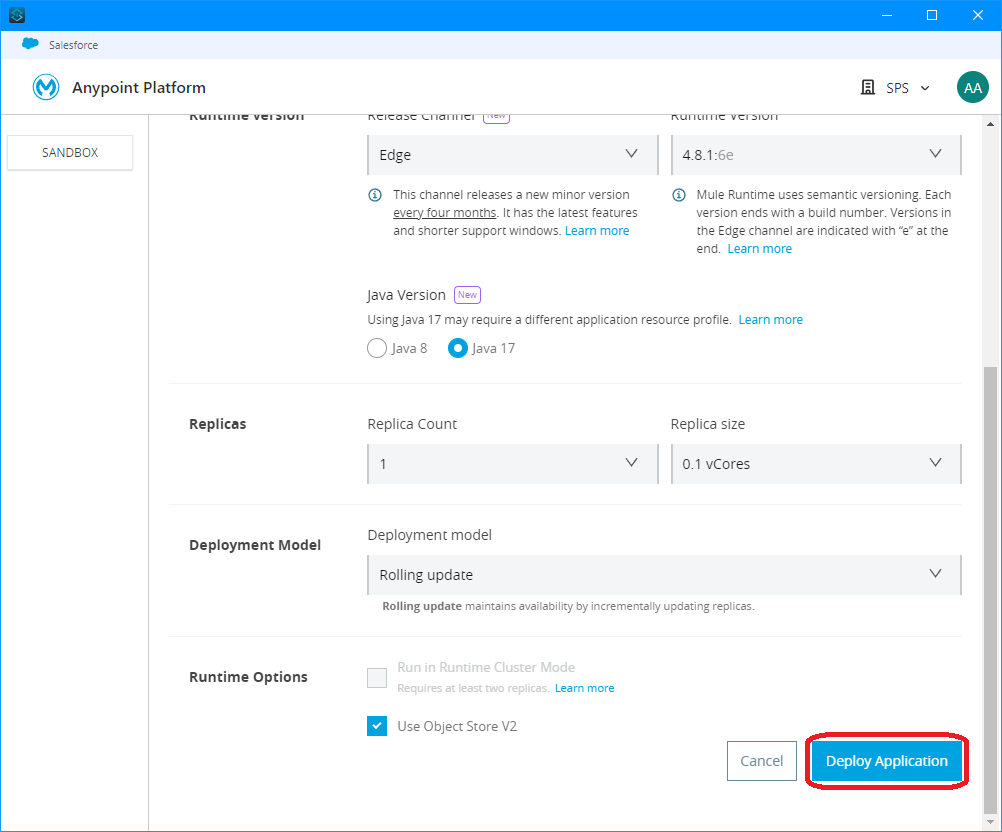 Salesforce
Anypoint Platform
SPS
AA
SANDBOX
Runtime Version
Release Channel
New
Runtime Version
Edge
4.8.1:6e
This channel releases a new minor version
every four months. It has the latest features
and shorter support windows. Learn more
Mule Runtime uses semantic versioning. Each
version ends with a build number. Versions in
the Edge channel are indicated with “e” at the
end. Learn more
Java Version
New
Using Java 17 may require a different application resource profile. Learn more
Java 8
Java 17
Replicas
Replica Count
Replica size
1
0.1 vCores
Deployment Model
Deployment model
Rolling update
Rolling update maintains availability by incrementally updating replicas.
Runtime Options
Run in Runtime Cluster Mode
Requires at least two replicas. Learn more
Use Object Store V2
Cancel
Deploy Application